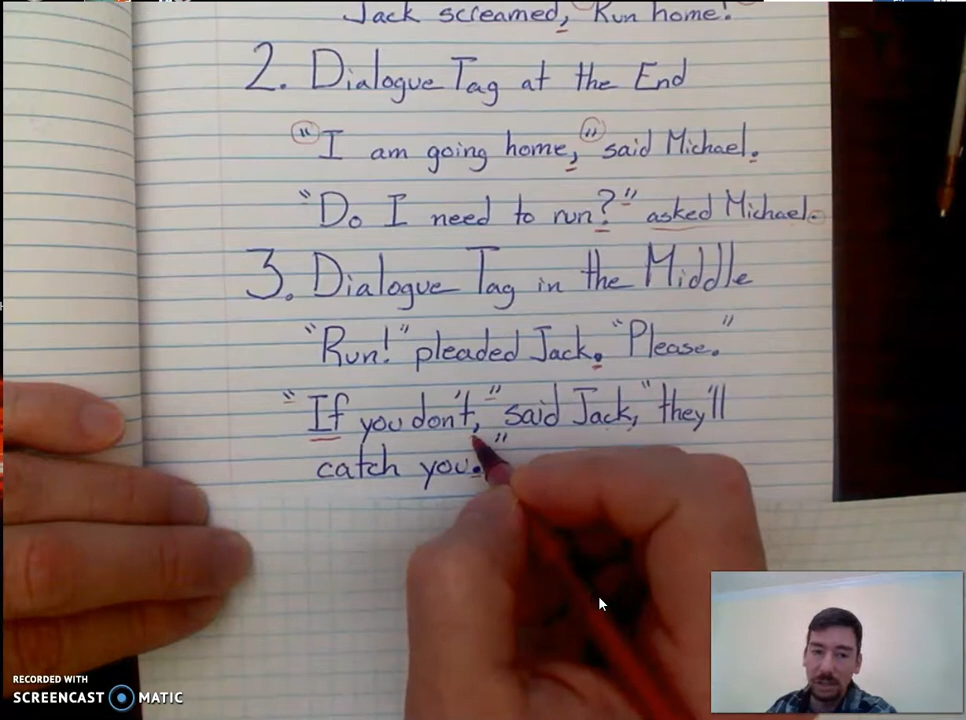 Jack screamed, "Run home!"
2. Dialogue Tag at the End
"I am going home," said Michael.
"Do I need to run?" asked Michael.
3. Dialogue Tag in the Middle
"Run!" pleaded Jack. "Please."
"If you don't," said Jack, "they'll
catch you."
RECORDED WITH
SCREENCAST MATIC